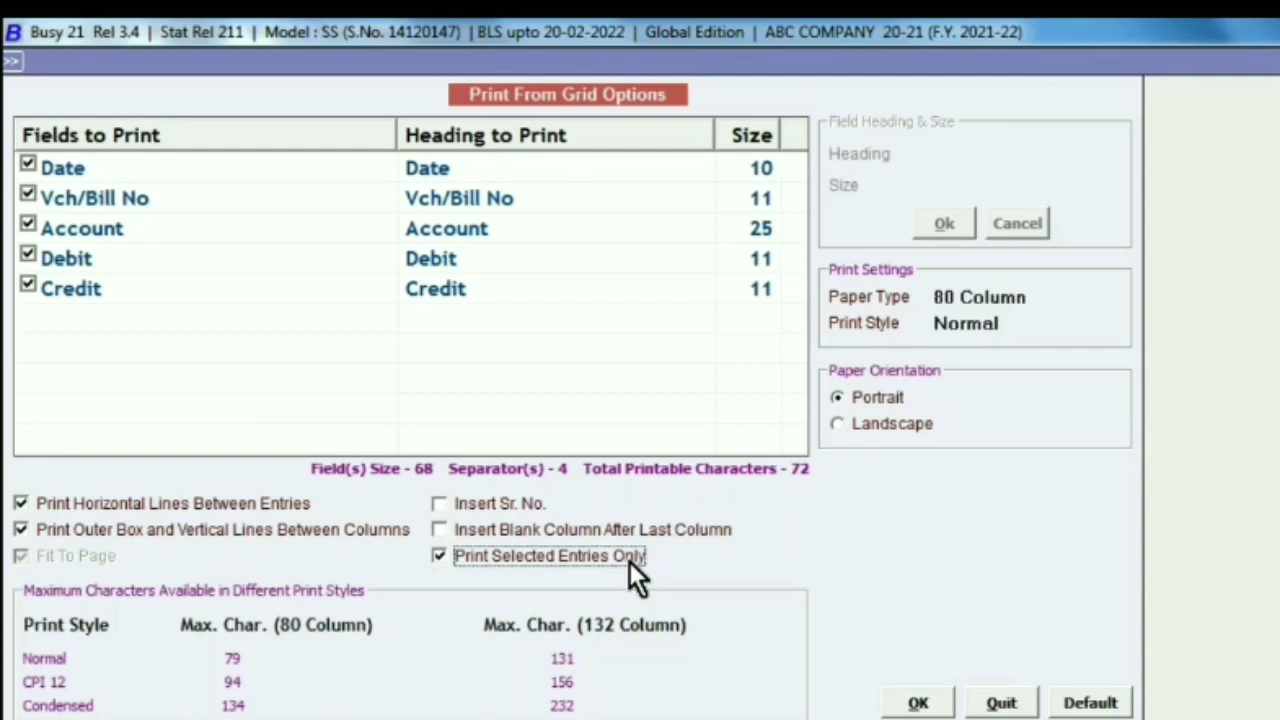 B Busy 21 Rel 3.4 | Stat Rel 211 | Model : SS (S.No. 14120147) | BLS upto 20-02-2022 | Global Edition | ABC COMPANY 20-21 (F.Y. 2021-22)
>>
Print From Grid Options
Fields to Print Heading to Print Size
Date Date 10
Vch/Bill No Vch/Bill No 11
Account Account 25
Debit Debit 11
Credit Credit 11
Field(s) Size - 68 Separator(s) - 4 Total Printable Characters - 72
Field Heading & Size
Heading
Size
Ok Cancel
Print Settings
Paper Type 80 Column
Print Style Normal
Paper Orientation
Portrait
Landscape
Print Horizontal Lines Between Entries Insert Sr. No.
Print Outer Box and Vertical Lines Between Columns Insert Blank Column After Last Column
Fit To Page Print Selected Entries Only
Maximum Characters Available in Different Print Styles
Print Style Max. Char. (80 Column) Max. Char. (132 Column)
Normal 79 131
CPI 12 94 156
Condensed 134 232
OK Quit Default